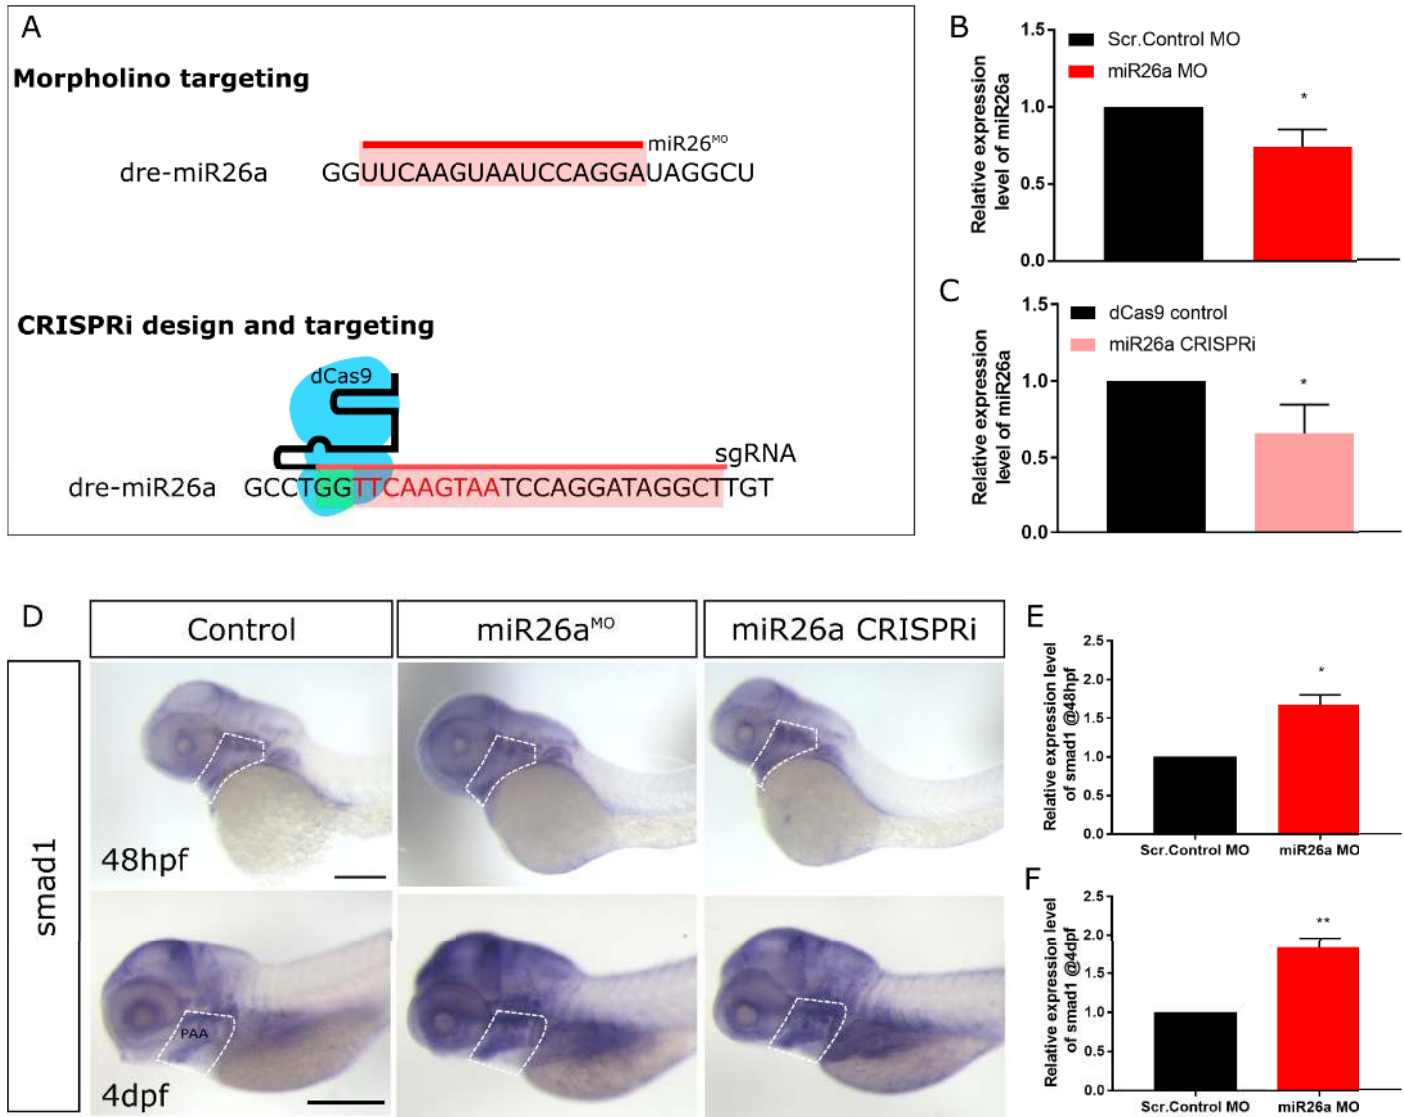 A
Morpholino targeting
miR26MO
dre-miR26a GGUUCAAGUAAUCCAGGAUAGGCU
CRISPRi design and targeting
dCas9
sgRNA
dre-miR26a GCCTGGTTCAAGTAATCCAGGATAGGCTTGT
B
Relative expression
level of miR26a
1.5
1.0
0.5
0.0
Scr.Control MO
miR26a MO
*
C
Relative expression
level of miR26a
1.5
1.0
0.5
0.0
dCas9 control
miR26a CRISPRi
*
D
Control
miR26aMO
miR26a CRISPRi
smad1
48hpf
PAA
4dpf
E
Relative expression level
of smad1 @48hpf
2.5
2.0
1.5
1.0
0.5
0.0
*
Scr.Control MO
miR26a MO
F
Relative expression level
of smad1 @4dpf
2.5
2.0
1.5
1.0
0.5
0.0
**
Scr.Control MO
miR26a MO